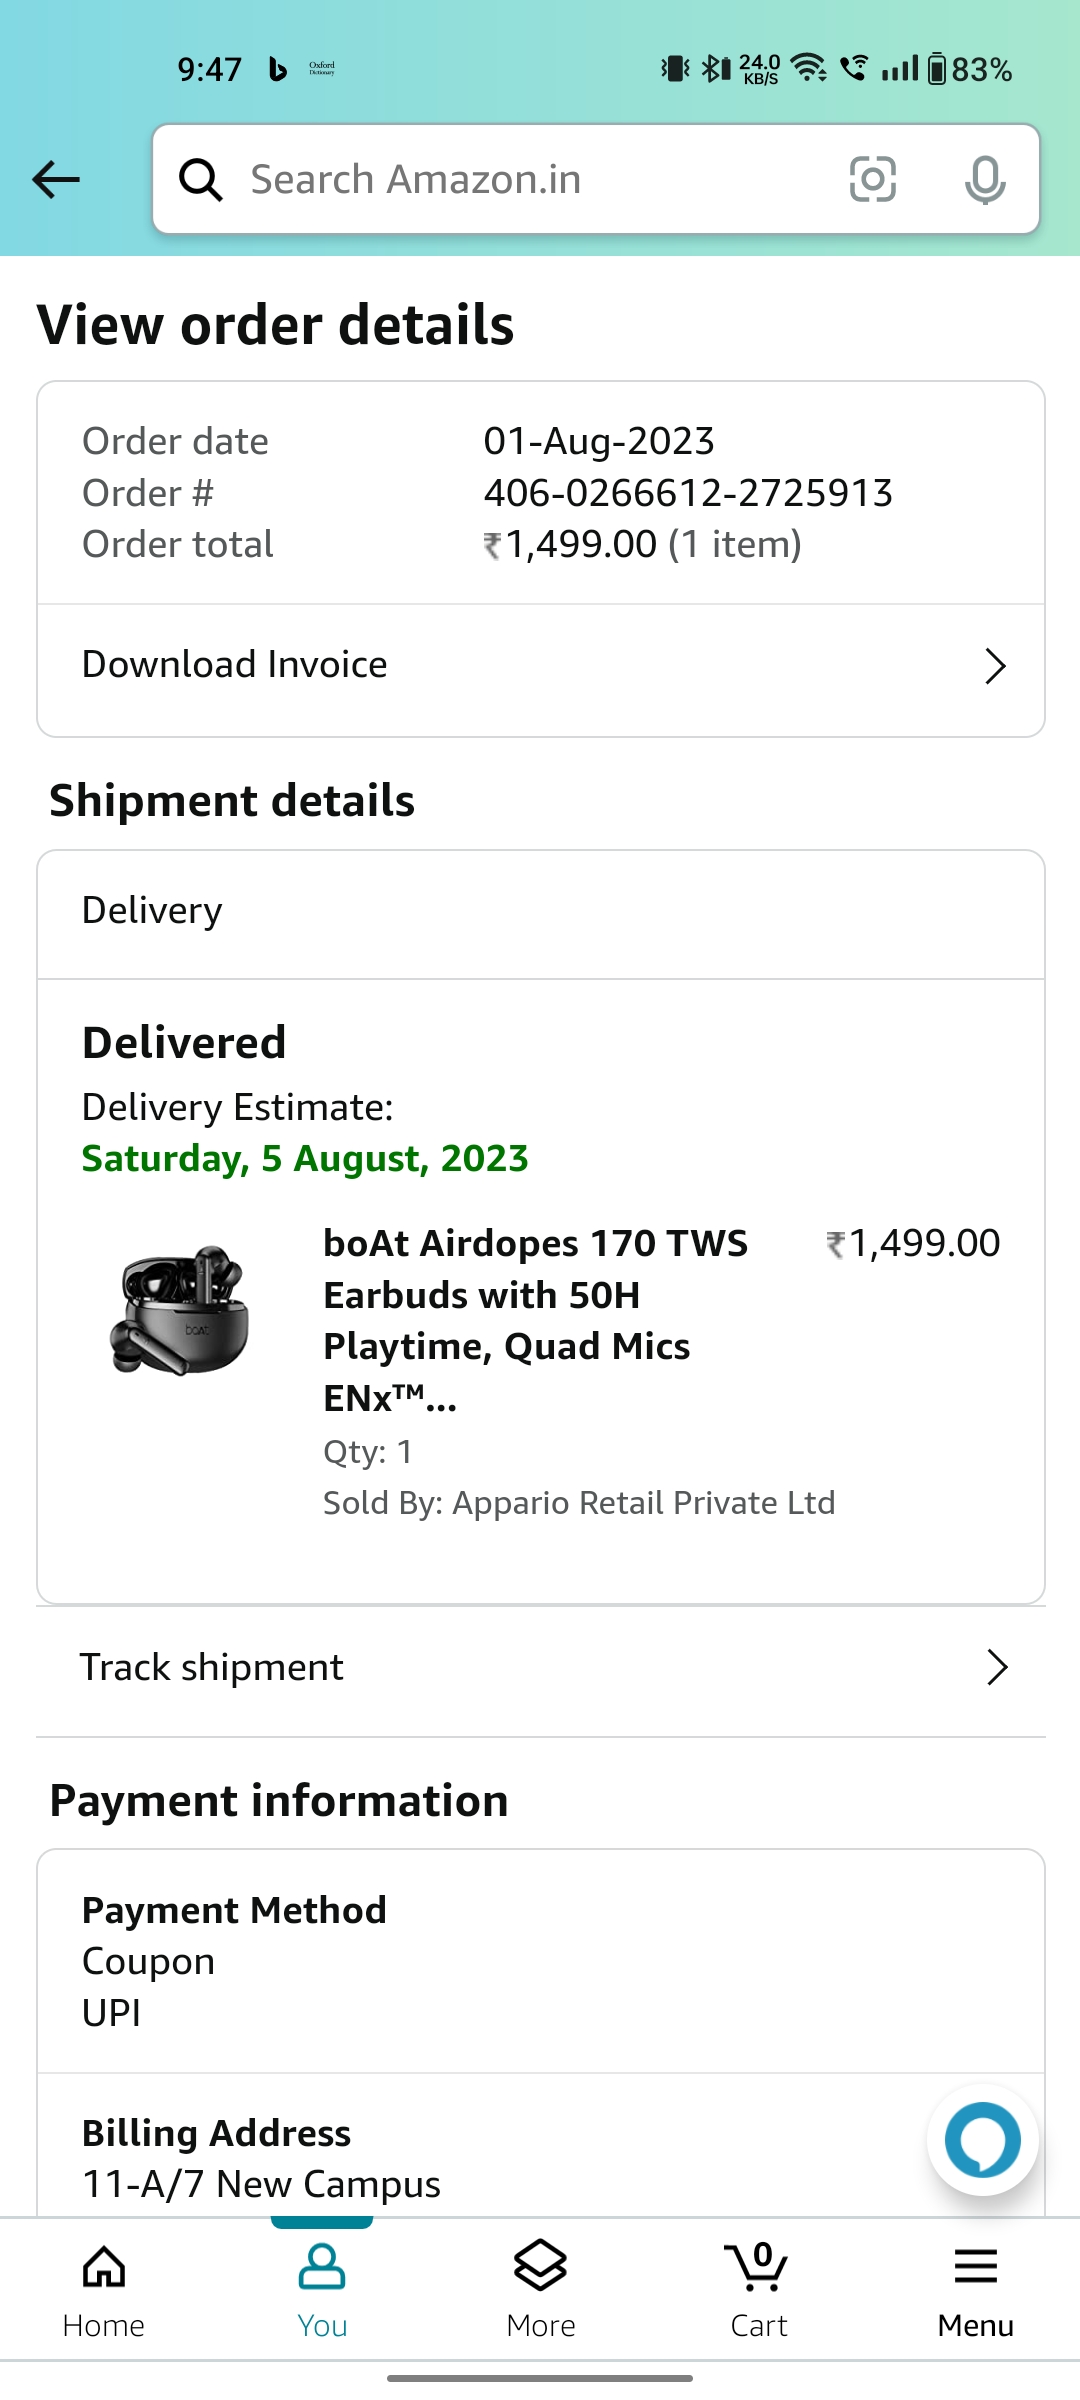 9:47
Oxford
Dictionary
24.0
KB/S
83%
Search Amazon.in
View order details
Order date 01-Aug-2023
Order # 406-0266612-2725913
Order total ₹1,499.00 (1 item)
Download Invoice
Shipment details
Delivery
Delivered
Delivery Estimate:
Saturday, 5 August, 2023
boAt Airdopes 170 TWS ₹1,499.00
Earbuds with 50H
Playtime, Quad Mics
ENx™...
Qty: 1
Sold By: Appario Retail Private Ltd
boAt
Track shipment
Payment information
Payment Method
Coupon
UPI
Billing Address
11-A/7 New Campus
0
Home You More Cart Menu